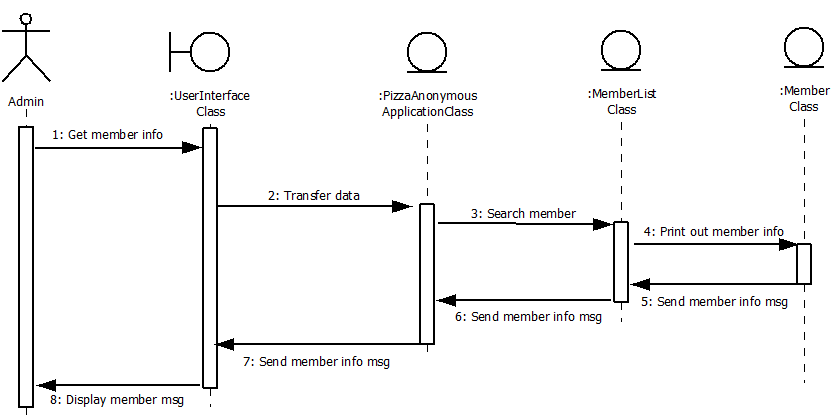 Admin
:UserInterface
Class
:PizzaAnonymous
ApplicationClass
:MemberList
Class
:Member
Class
1: Get member info
2: Transfer data
3: Search member
4: Print out member info
5: Send member info msg
6: Send member info msg
7: Send member info msg
8: Display member msg